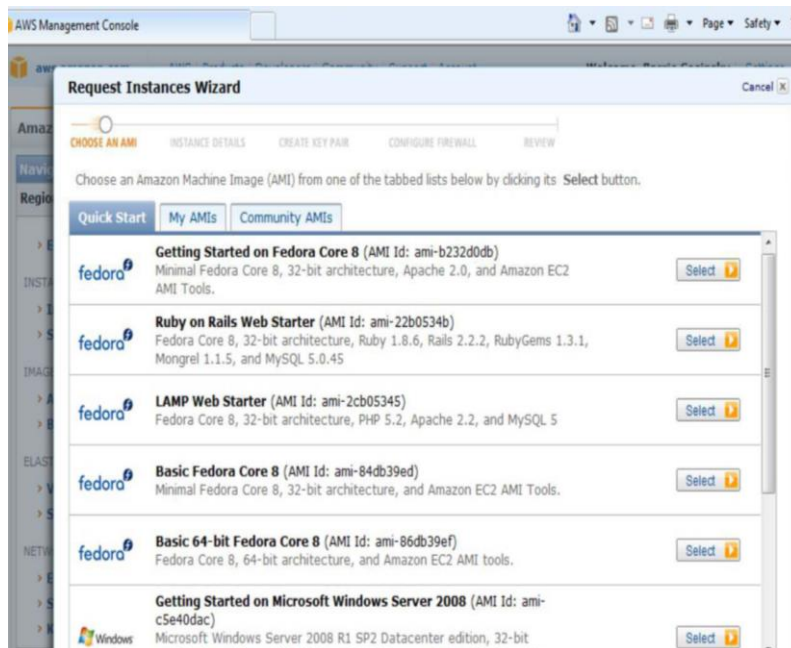 AWS Management Console
Page
Safety
Request Instances Wizard
Cancel
Amaz
CHOOSE AN AMI
INSTANCE DETAILS
CREATE KEY PAIR
CONFIGURE FIREWALL
REVIEW
Navig
Choose an Amazon Machine Image (AMI) from one of the tabbed lists below by clicking its Select button.
Regio
Quick Start
My AMIs
Community AMIs
fedora
Getting Started on Fedora Core 8 (AMI Id: ami-b232d0db)
Minimal Fedora Core 8, 32-bit architecture, Apache 2.0, and Amazon EC2
AMI Tools.
Select
INSTA
fedora
Ruby on Rails Web Starter (AMI Id: ami-22b0534b)
Fedora Core 8, 32-bit architecture, Ruby 1.8.6, Rails 2.2.2, RubyGems 1.3.1,
Mongrel 1.1.5, and MySQL 5.0.45
Select
IMAGE
fedora
LAMP Web Starter (AMI Id: ami-2cb05345)
Fedora Core 8, 32-bit architecture, PHP 5.2, Apache 2.2, and MySQL 5
Select
ELAST
fedora
Basic Fedora Core 8 (AMI Id: ami-84db39ed)
Minimal Fedora Core 8, 32-bit architecture, and Amazon EC2 AMI Tools.
Select
NETW
fedora
Basic 64-bit Fedora Core 8 (AMI Id: ami-86db39ef)
Fedora Core 8, 64-bit architecture, and Amazon EC2 AMI tools.
Select
Windows
Getting Started on Microsoft Windows Server 2008 (AMI Id: ami-
c5e40dac)
Microsoft Windows Server 2008 R1 SP2 Datacenter edition, 32-bit
Select